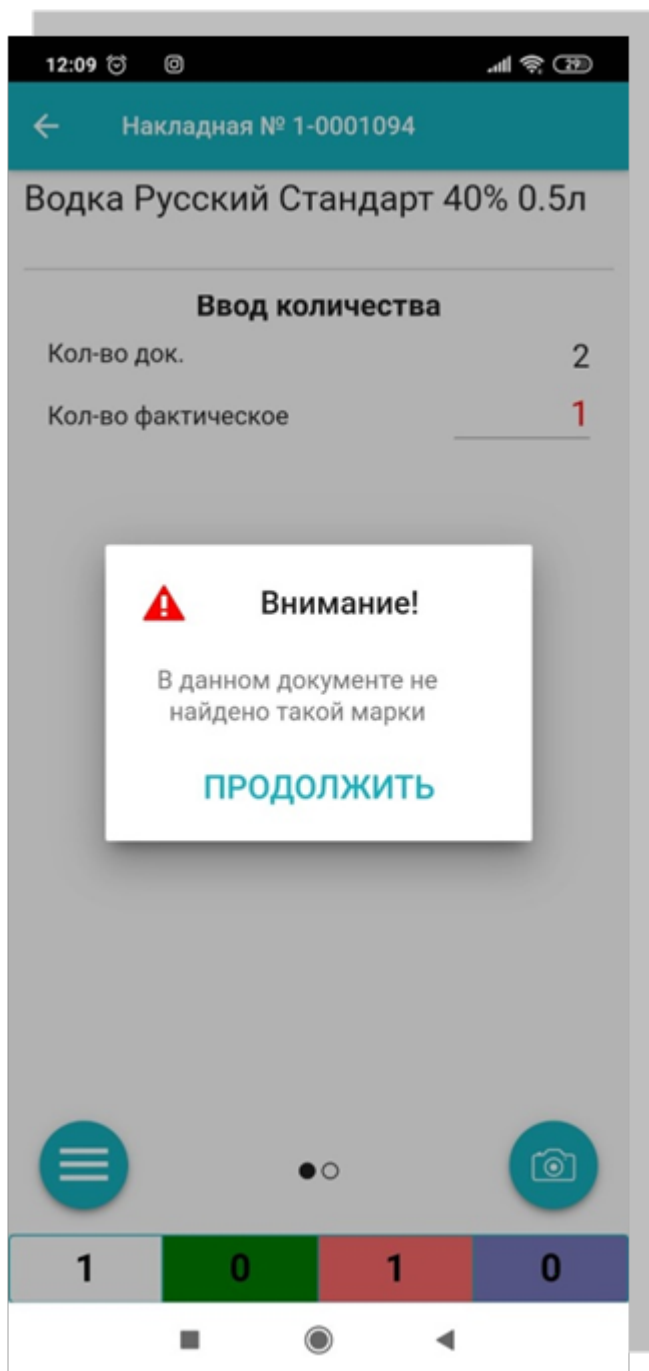 12:09
29
Накладная № 1-0001094
Водка Русский Стандарт 40% 0.5л
Ввод количества
Кол-во док. 2
Кол-во фактическое 1
Внимание!
В данном документе не
найдено такой марки
ПРОДОЛЖИТЬ
1 0 1 0